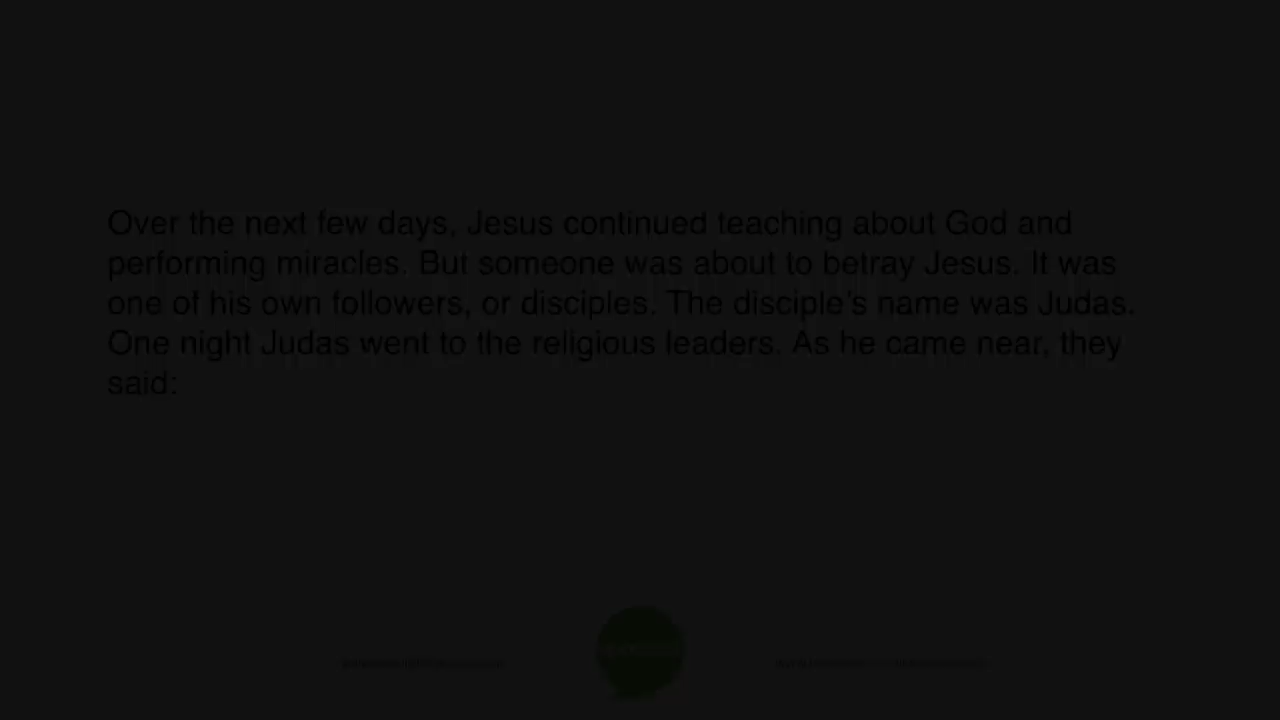 Over the next few days, Jesus continued teaching about God and
performing miracles. But someone was about to betray Jesus. It was
one of his own followers, or disciples. The disciple's name was Judas.
One night Judas went to the religious leaders. As he came near, they
said: